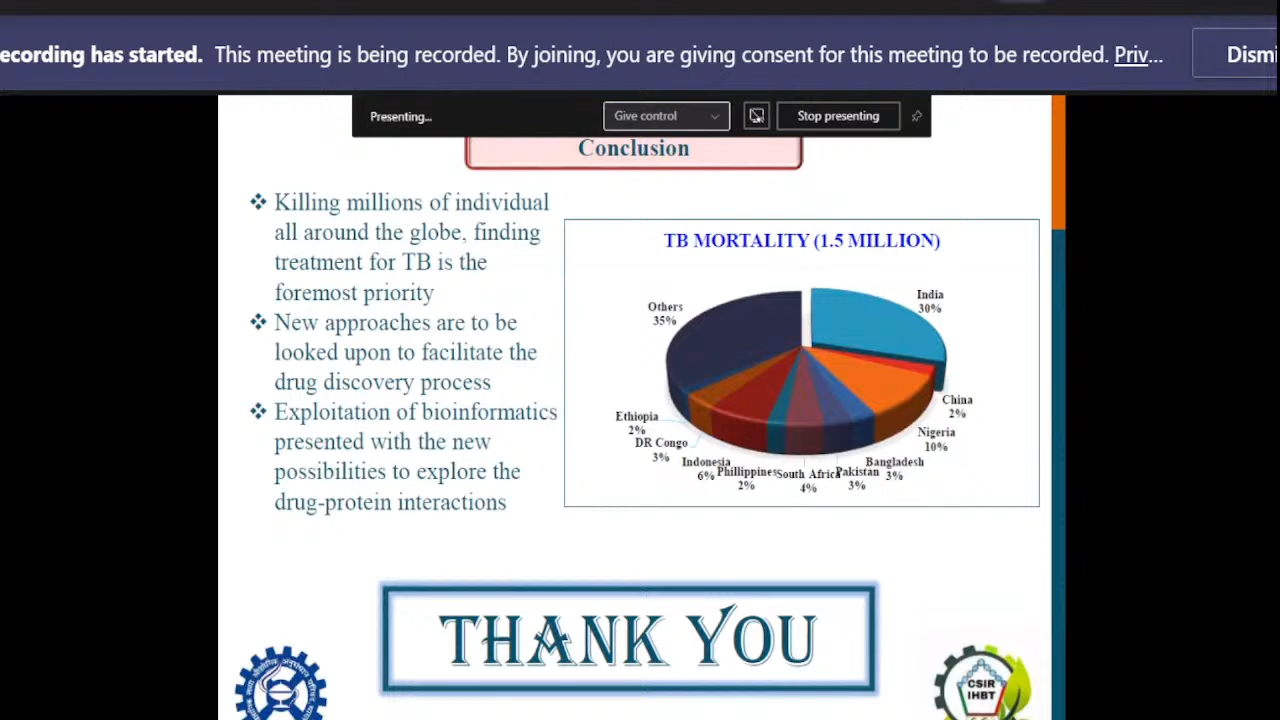 ecording has started. This meeting is being recorded. By joining, you are giving consent for this meeting to be recorded. Priv...
Dismi
Presenting...
Give control
Stop presenting
Conclusion
❖ Killing millions of individual
all around the globe, finding
treatment for TB is the
foremost priority
❖ New approaches are to be
looked upon to facilitate the
drug discovery process
❖ Exploitation of bioinformatics
presented with the new
possibilities to explore the
drug-protein interactions
TB MORTALITY (1.5 MILLION)
India
30%
China
2%
Nigeria
10%
Bangladesh
3%
Pakistan
3%
South Africa
4%
Phillippines
2%
Indonesia
6%
DR Congo
3%
Ethiopia
2%
Others
35%
THANK YOU
CSIR
IHBT